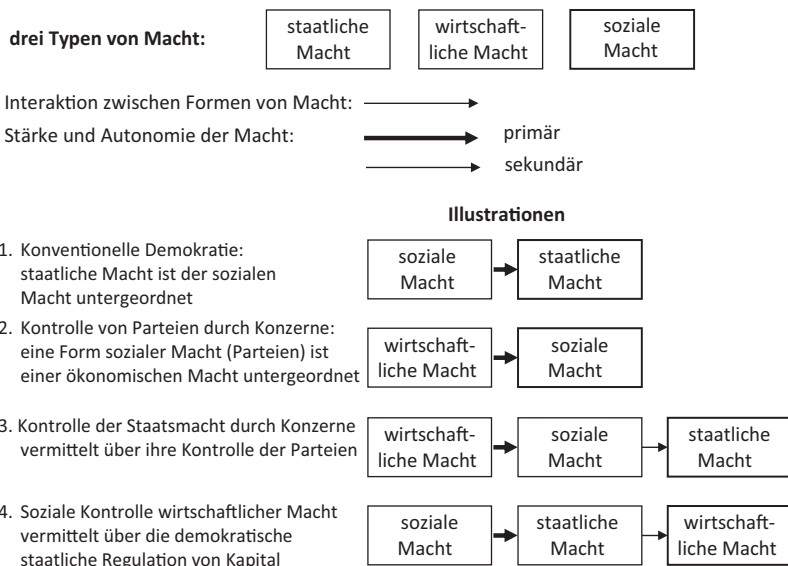 drei Typen von Macht:
staatliche
Macht
wirtschaft-
liche Macht
soziale
Macht
Interaktion zwischen Formen von Macht:
Stärke und Autonomie der Macht:
primär
sekundär
Illustrationen
1. Konventionelle Demokratie:
staatliche Macht ist der sozialen
Macht untergeordnet
soziale
Macht
staatliche
Macht
2. Kontrolle von Parteien durch Konzerne:
eine Form sozialer Macht (Parteien) ist
einer ökonomischen Macht untergeordnet
wirtschaft-
liche Macht
soziale
Macht
3. Kontrolle der Staatsmacht durch Konzerne
vermittelt über ihre Kontrolle der Parteien
wirtschaft-
liche Macht
soziale
Macht
staatliche
Macht
4. Soziale Kontrolle wirtschaftlicher Macht
vermittelt über die demokratische
staatliche Regulation von Kapital
soziale
Macht
staatliche
Macht
wirtschaft-
liche Macht